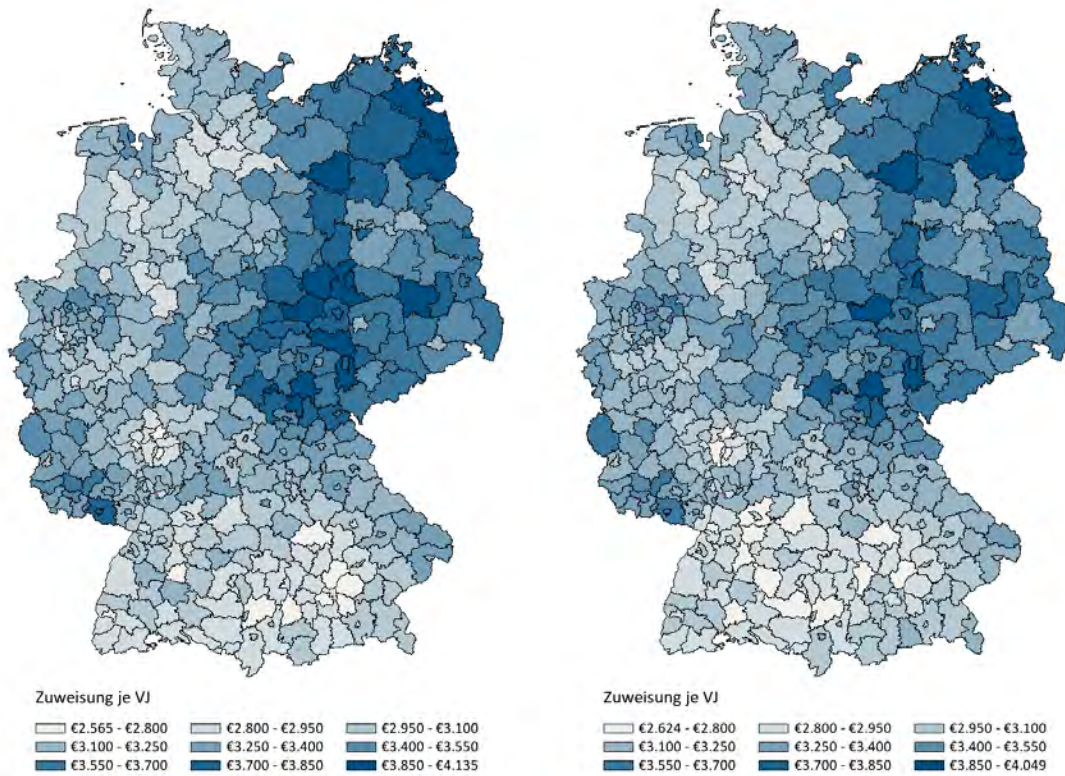 Zuweisung je VJ
€2.565 - €2.800 €2.800 - €2.950 €2.950 - €3.100
€3.100 - €3.250 €3.250 - €3.400 €3.400 - €3.550
€3.550 - €3.700 €3.700 - €3.850 €3.850 - €4.135
Zuweisung je VJ
€2.624 - €2.800 €2.800 - €2.950 €2.950 - €3.100
€3.100 - €3.250 €3.250 - €3.400 €3.400 - €3.550
€3.550 - €3.700 €3.700 - €3.850 €3.850 - €4.049